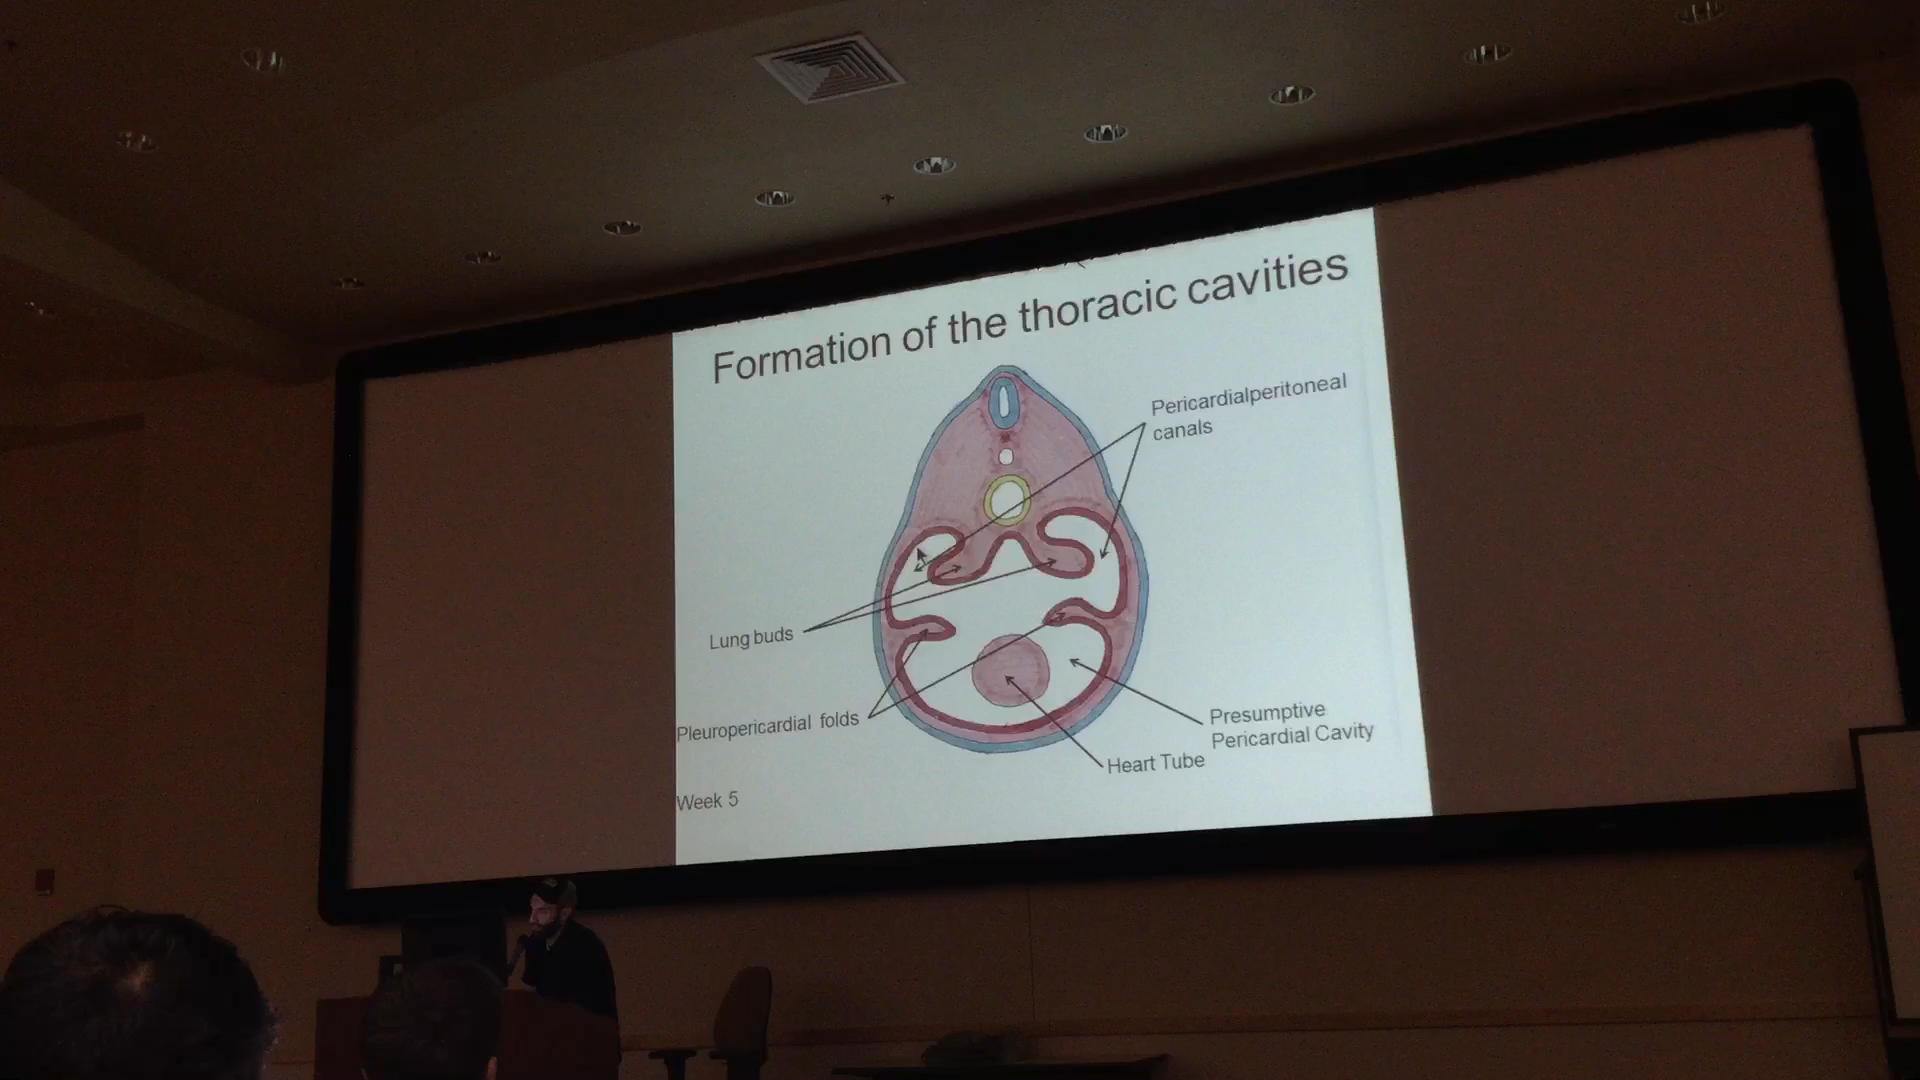 Formation of the thoracic cavities
Pericardialperitoneal
canals
Lung buds
Pleuropericardial folds
Presumptive
Pericardial Cavity
Heart Tube
Week 5